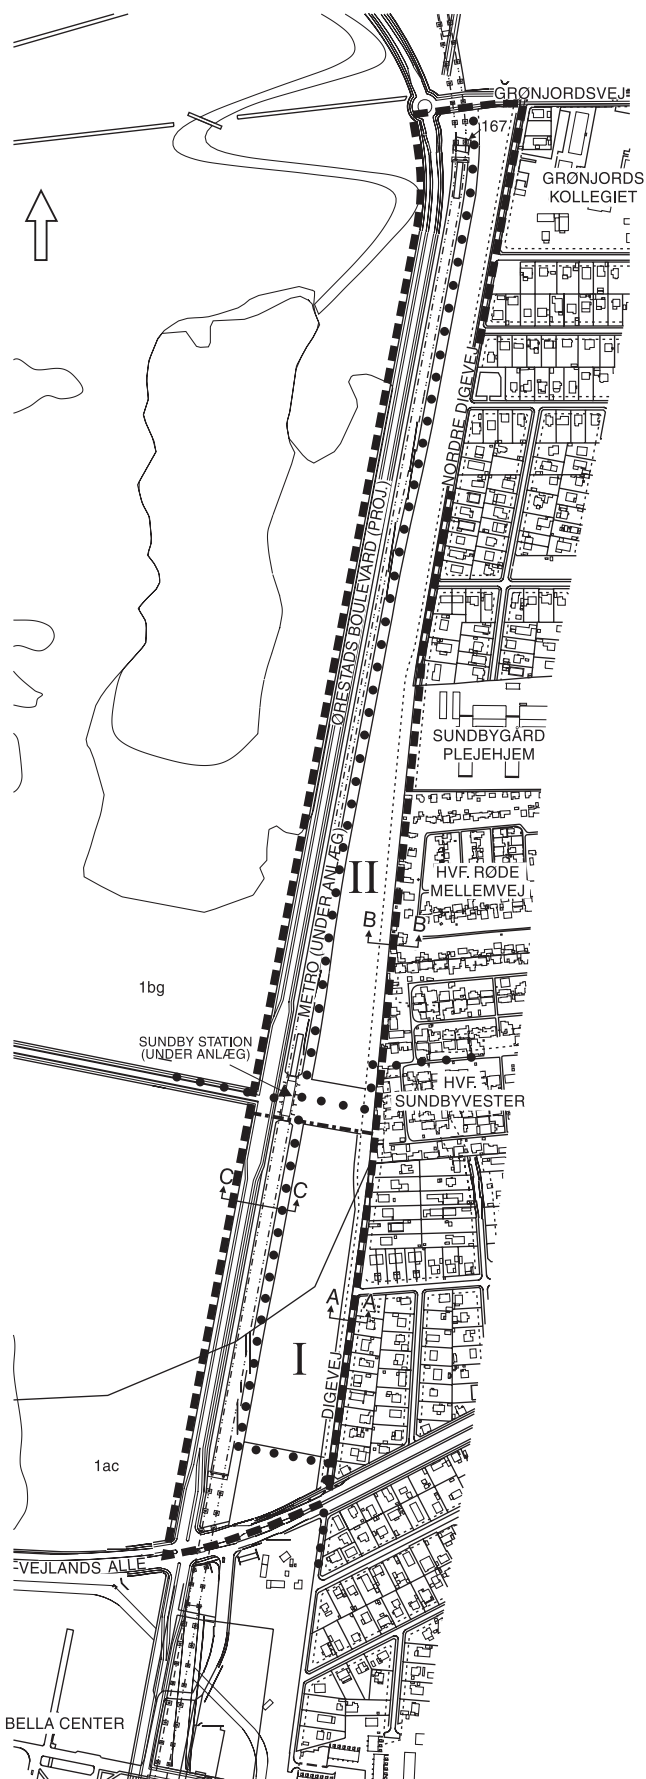 GRØNJORDSVEJ
167
GRØNJORDS
KOLLEGIET
NORDRE DIGEVEJ
ØRESTADS BOULEVARD (PROJ.)
SUNDBYGÅRD
PLEJEHJEM
METRO (UNDER ANLÆG)
II
HVF. RØDE
MELLEMVEJ
B
B
1bg
SUNDBY STATION
(UNDER ANLÆG)
HVF.
SUNDBYVESTER
C
C
A
A
I
DIGEVEJ
1ac
VEJLANDS ALLE
BELLA CENTER